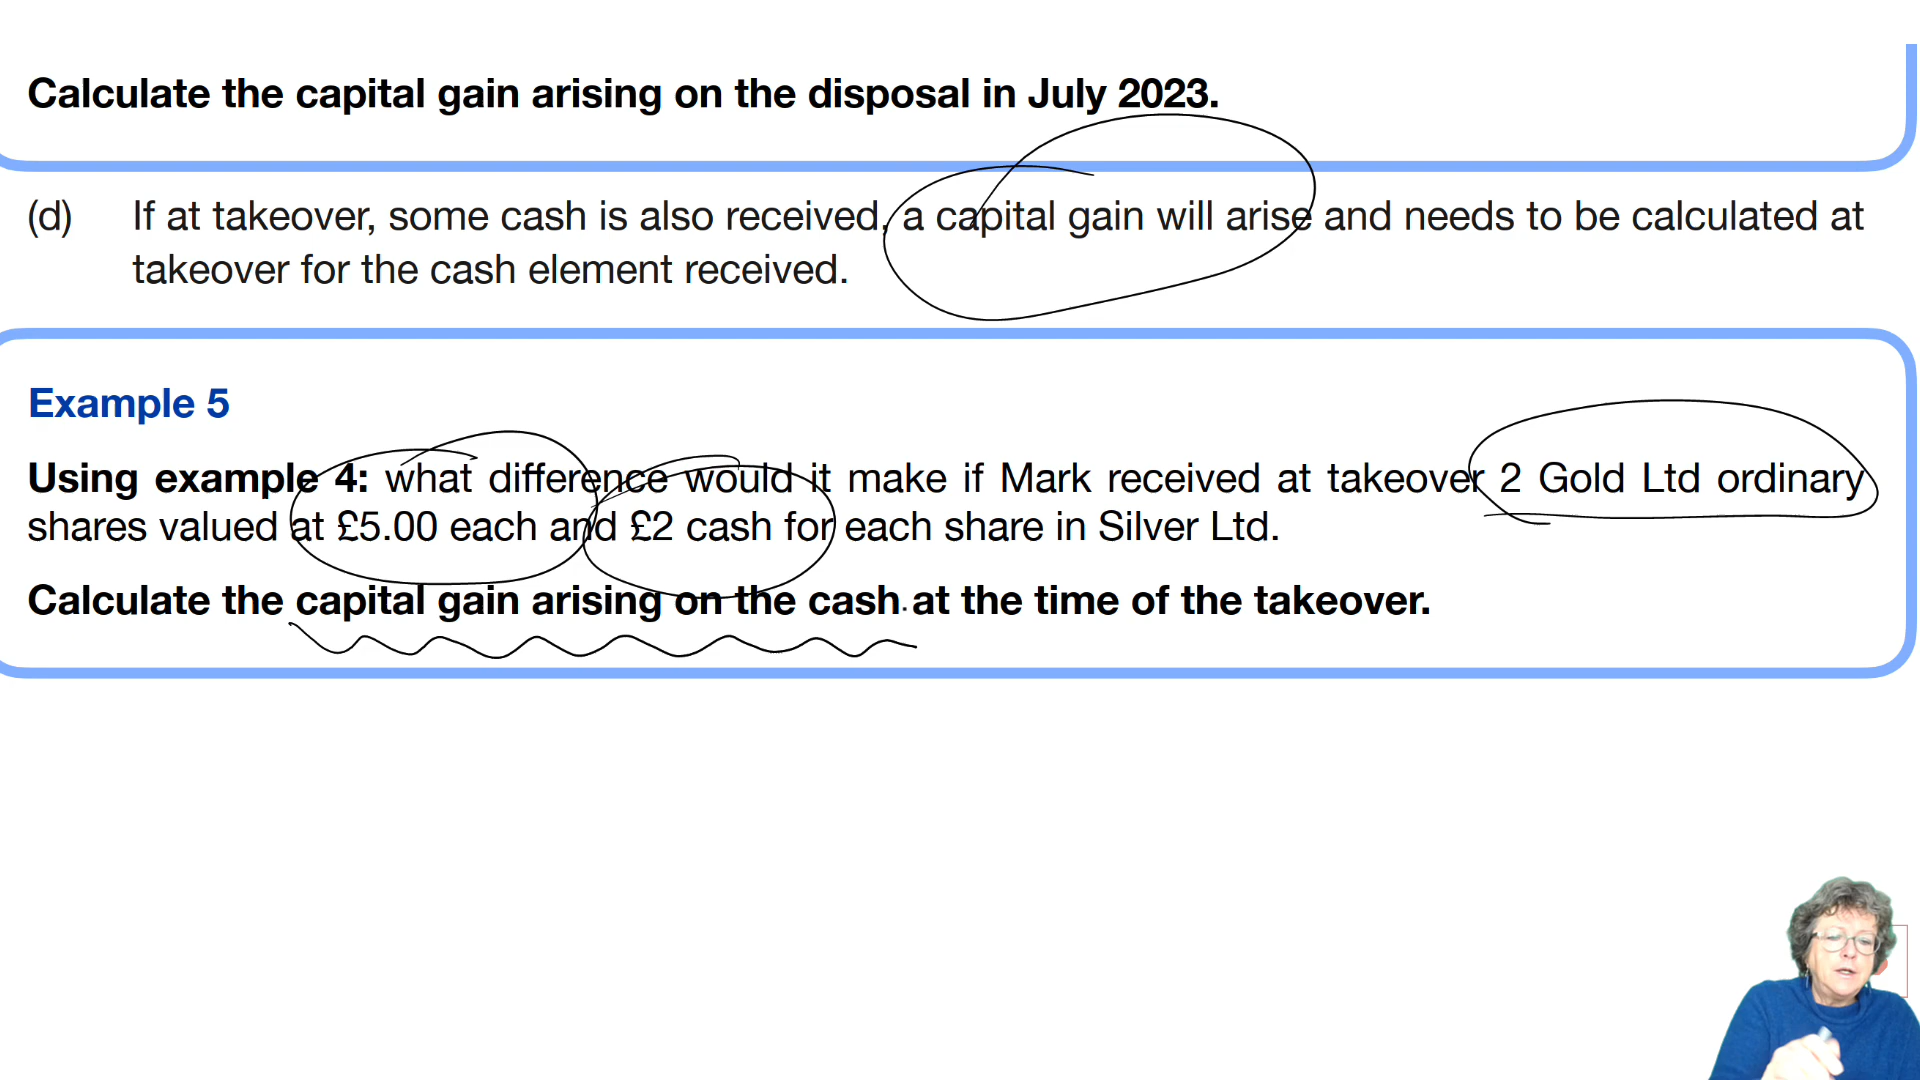 Calculate the capital gain arising on the disposal in July 2023.
(d) If at takeover, some cash is also received, a capital gain will arise and needs to be calculated at
takeover for the cash element received.
Example 5
Using example 4: what difference would it make if Mark received at takeover 2 Gold Ltd ordinary
shares valued at £5.00 each and £2 cash for each share in Silver Ltd.
Calculate the capital gain arising on the cash at the time of the takeover.